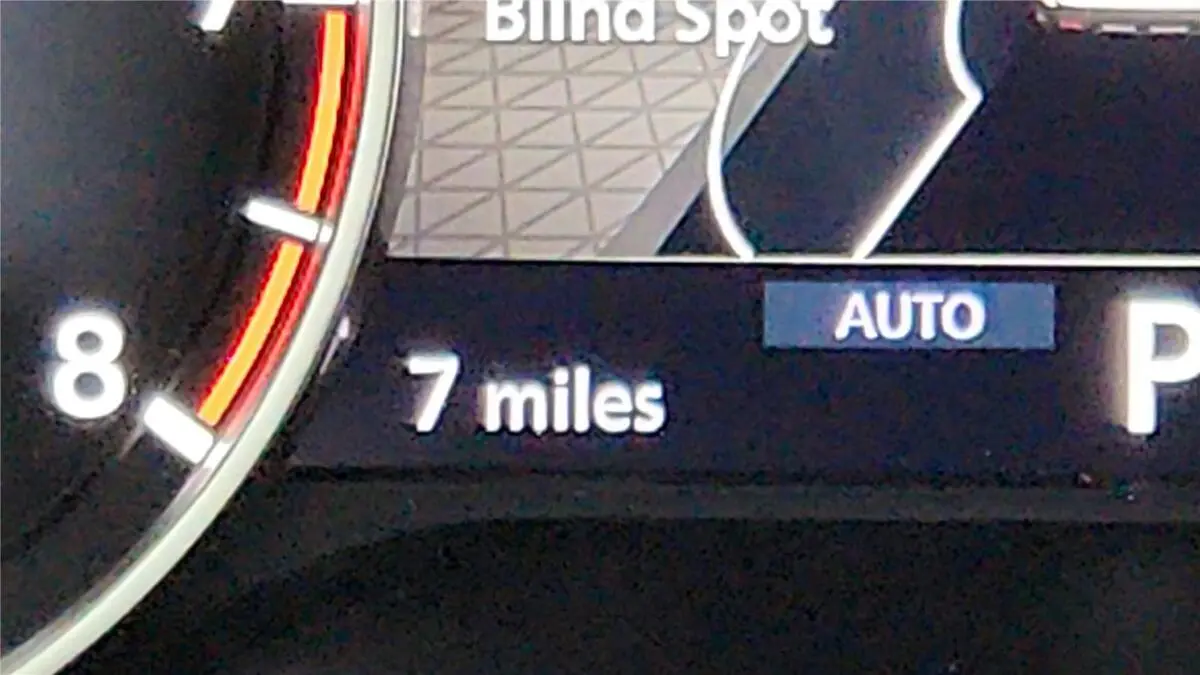 Blind Spot
AUTO
P
8
7 miles